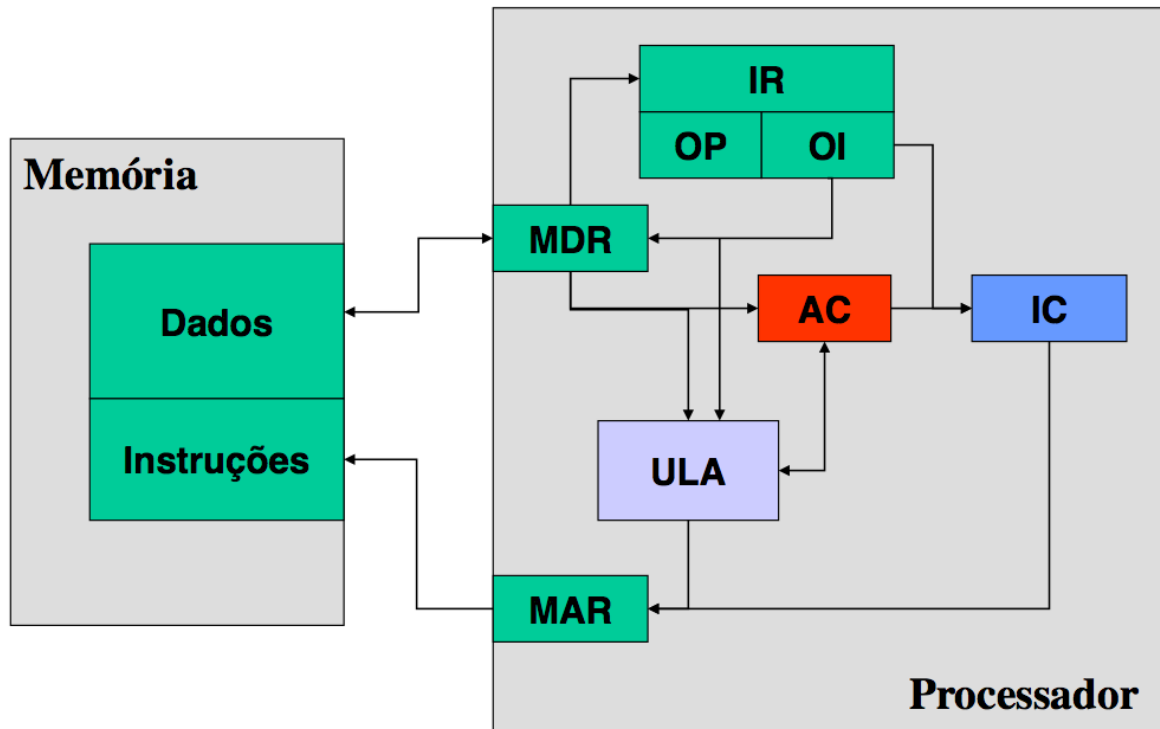 IR
OP OI
Memória
MDR
Dados
AC IC
Instruções
ULA
MAR
Processador